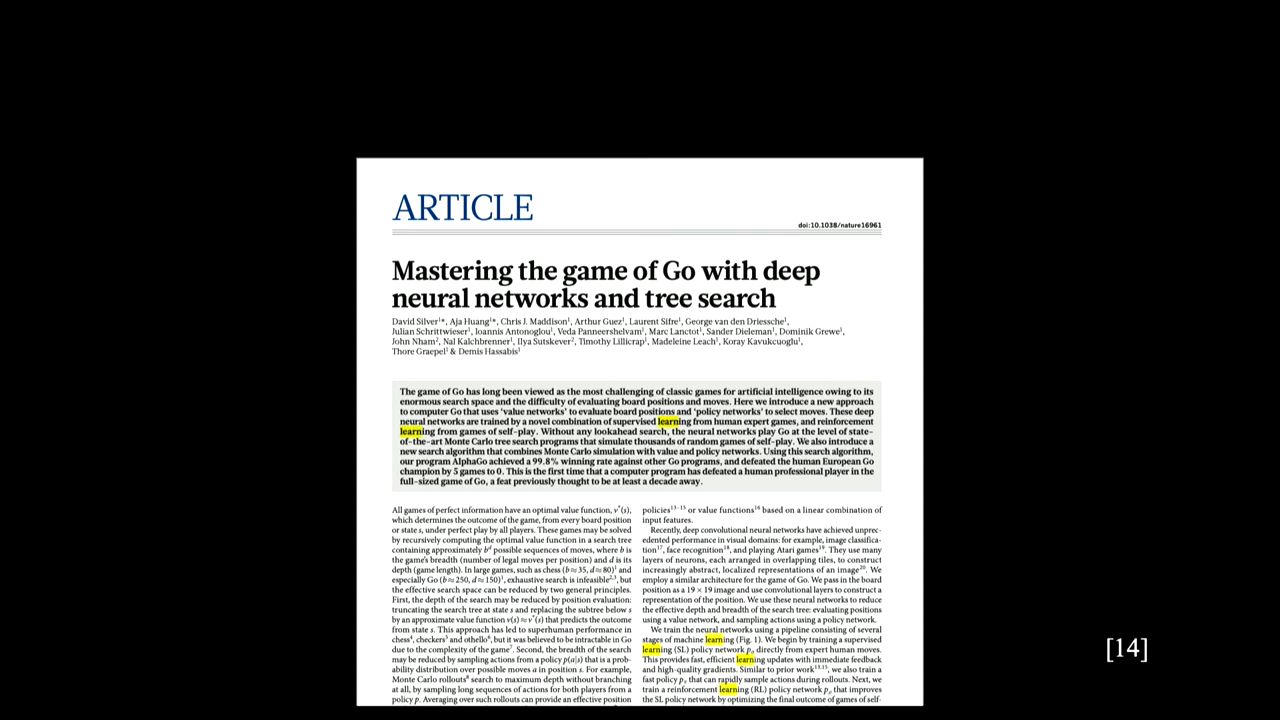 ARTICLE
doi:10.1038/nature16961
Mastering the game of Go with deep
neural networks and tree search
David Silver¹*, Aja Huang¹*, Chris J. Maddison¹, Arthur Guez¹, Laurent Sifre¹, George van den Driessche¹,
Julian Schrittwieser¹, Ioannis Antonoglou¹, Veda Panneershelvam¹, Marc Lanctot¹, Sander Dieleman¹, Dominik Grewe¹,
John Nham², Nal Kalchbrenner¹, Ilya Sutskever², Timothy Lillicrap¹, Madeleine Leach¹, Koray Kavukcuoglu¹,
Thore Graepel¹ & Demis Hassabis¹
The game of Go has long been viewed as the most challenging of classic games for artificial intelligence owing to its
enormous search space and the difficulty of evaluating board positions and moves. Here we introduce a new approach
to computer Go that uses ‘value networks’ to evaluate board positions and ‘policy networks’ to select moves. These deep
neural networks are trained by a novel combination of supervised learning from human expert games, and reinforcement
learning from games of self-play. Without any lookahead search, the neural networks play Go at the level of state-
of-the-art Monte Carlo tree search programs that simulate thousands of random games of self-play. We also introduce a
new search algorithm that combines Monte Carlo simulation with value and policy networks. Using this search algorithm,
our program AlphaGo achieved a 99.8% winning rate against other Go programs, and defeated the human European Go
champion by 5 games to 0. This is the first time that a computer program has defeated a human professional player in the
full-sized game of Go, a feat previously thought to be at least a decade away.
All games of perfect information have an optimal value function, v*(s),
which determines the outcome of the game, from every board position
or state s, under perfect play by all players. These games may be solved
by recursively computing the optimal value function in a search tree
containing approximately bᵈ possible sequences of moves, where b is
the game's breadth (number of legal moves per position) and d is its
depth (game length). In large games, such as chess (b≈35, d≈80)¹ and
especially Go (b≈250, d≈150)¹, exhaustive search is infeasible²,³, but
the effective search space can be reduced by two general principles.
First, the depth of the search may be reduced by position evaluation:
truncating the search tree at state s and replacing the subtree below s
by an approximate value function v(s)≈v*(s) that predicts the outcome
from state s. This approach has led to superhuman performance in
chess⁴, checkers⁵ and othello⁶, but it was believed to be intractable in Go
due to the complexity of the game⁷. Second, the breadth of the search
may be reduced by sampling actions from a policy p(a|s) that is a prob-
ability distribution over possible moves a in position s. For example,
Monte Carlo rollouts⁸ search to maximum depth without branching
at all, by sampling long sequences of actions for both players from a
policy p. Averaging over such rollouts can provide an effective position
policies¹³⁻¹⁵ or value functions¹⁶ based on a linear combination of
input features.
Recently, deep convolutional neural networks have achieved unprec-
edented performance in visual domains: for example, image classifica-
tion¹⁷, face recognition¹⁸, and playing Atari games¹⁹. They use many
layers of neurons, each arranged in overlapping tiles, to construct
increasingly abstract, localized representations of an image²⁰. We
employ a similar architecture for the game of Go. We pass in the board
position as a 19 × 19 image and use convolutional layers to construct a
representation of the position. We use these neural networks to reduce
the effective depth and breadth of the search tree: evaluating positions
using a value network, and sampling actions using a policy network.
We train the neural networks using a pipeline consisting of several
stages of machine learning (Fig. 1). We begin by training a supervised
learning (SL) policy network pσ directly from expert human moves.
This provides fast, efficient learning updates with immediate feedback
and high-quality gradients. Similar to prior work¹³,¹⁵, we also train a
fast policy pπ that can rapidly sample actions during rollouts. Next, we
train a reinforcement learning (RL) policy network pρ that improves
the SL policy network by optimizing the final outcome of games of self-
[14]